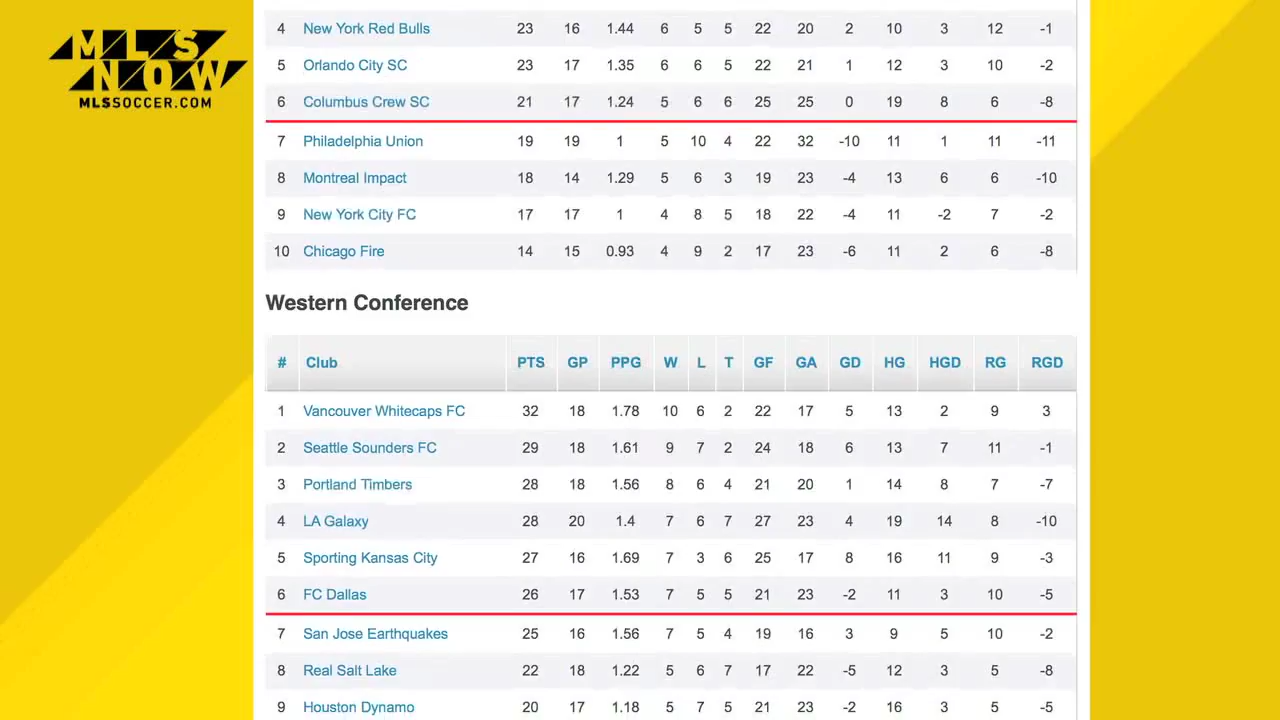 MLS
NOW
MLSSOCCER.COM
4 New York Red Bulls 23 16 1.44 6 5 5 22 20 2 10 3 12 -1
5 Orlando City SC 23 17 1.35 6 6 5 22 21 1 12 3 10 -2
6 Columbus Crew SC 21 17 1.24 5 6 6 25 25 0 19 8 6 -8
7 Philadelphia Union 19 19 1 5 10 4 22 32 -10 11 1 11 -11
8 Montreal Impact 18 14 1.29 5 6 3 19 23 -4 13 6 6 -10
9 New York City FC 17 17 1 4 8 5 18 22 -4 11 -2 7 -2
10 Chicago Fire 14 15 0.93 4 9 2 17 23 -6 11 2 6 -8
Western Conference
# Club PTS GP PPG W L T GF GA GD HG HGD RG RGD
1 Vancouver Whitecaps FC 32 18 1.78 10 6 2 22 17 5 13 2 9 3
2 Seattle Sounders FC 29 18 1.61 9 7 2 24 18 6 13 7 11 -1
3 Portland Timbers 28 18 1.56 8 6 4 21 20 1 14 8 7 -7
4 LA Galaxy 28 20 1.4 7 6 7 27 23 4 19 14 8 -10
5 Sporting Kansas City 27 16 1.69 7 3 6 25 17 8 16 11 9 -3
6 FC Dallas 26 17 1.53 7 5 5 21 23 -2 11 3 10 -5
7 San Jose Earthquakes 25 16 1.56 7 5 4 19 16 3 9 5 10 -2
8 Real Salt Lake 22 18 1.22 5 6 7 17 22 -5 12 3 5 -8
9 Houston Dynamo 20 17 1.18 5 7 5 21 23 -2 16 3 5 -5